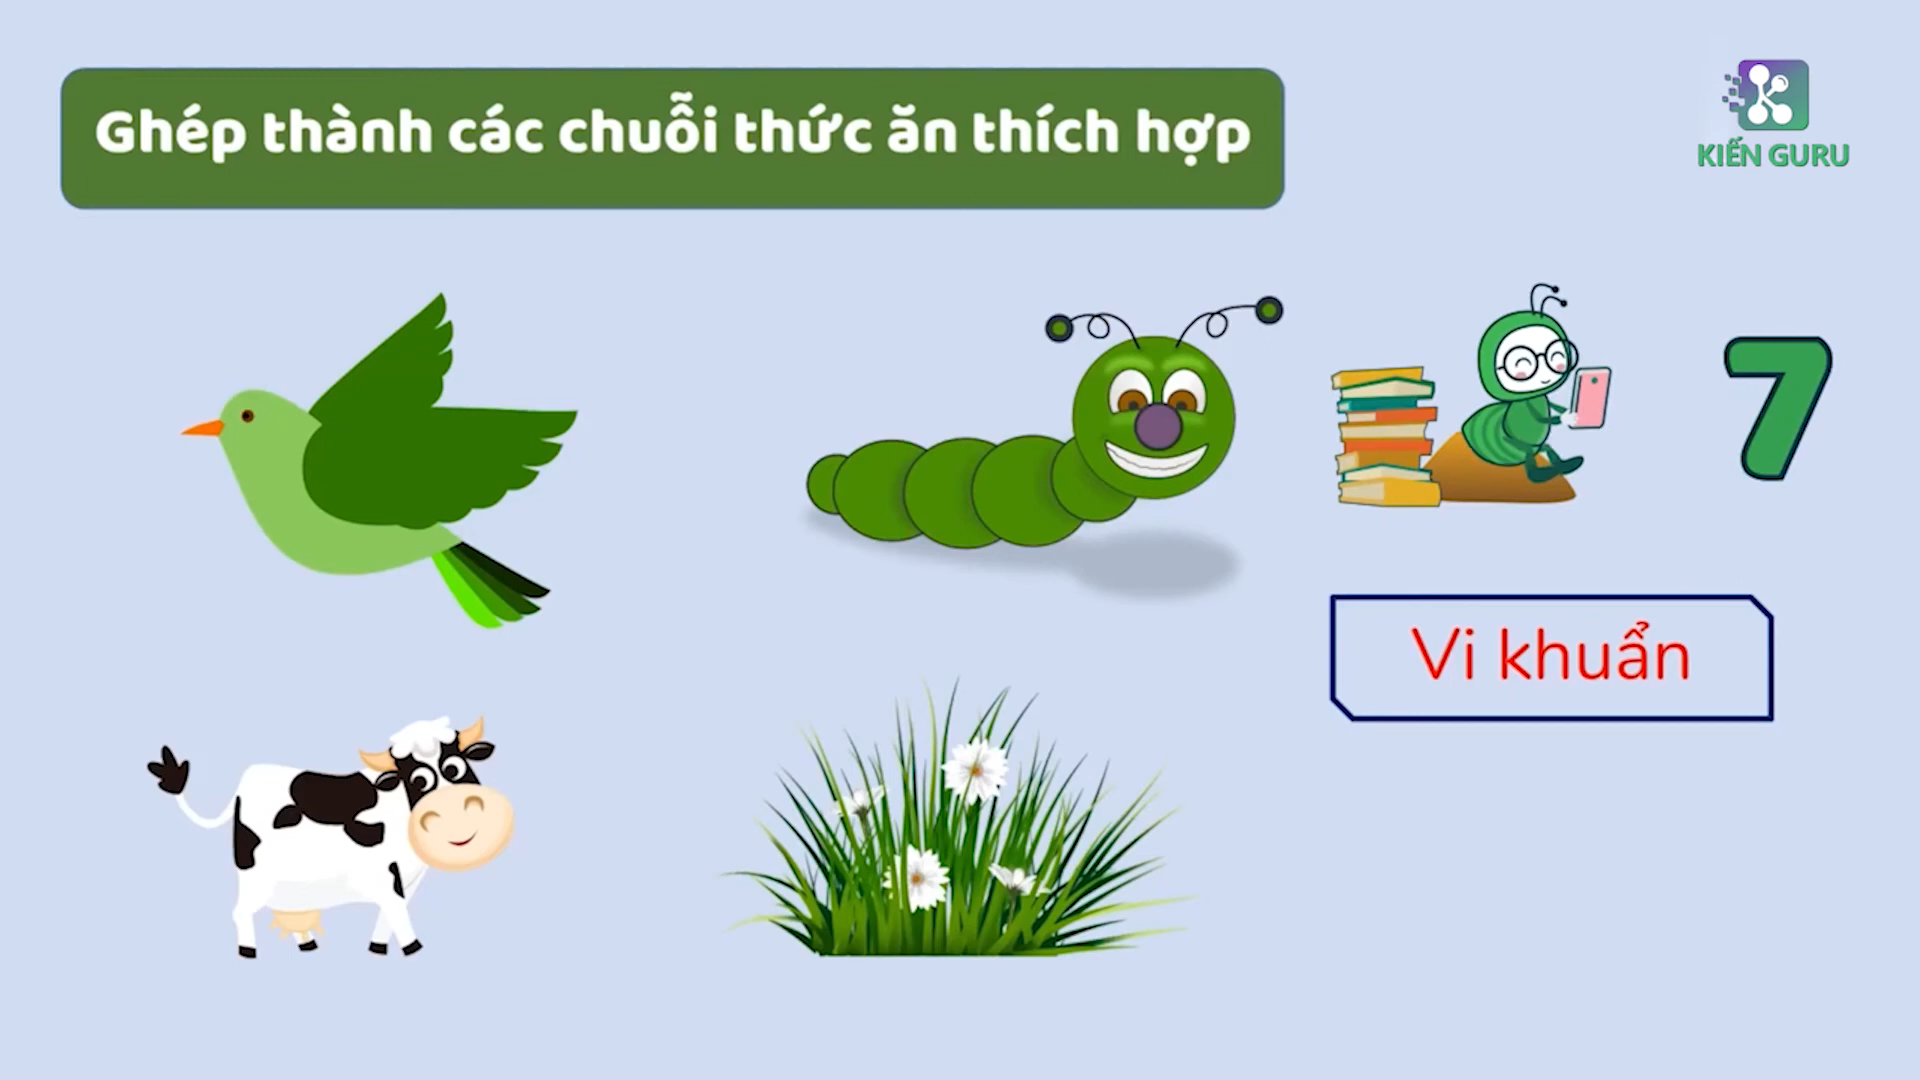 Ghép thành các chuỗi thức ăn thích hợp
KIẾN GURU
7
Vi khuẩn